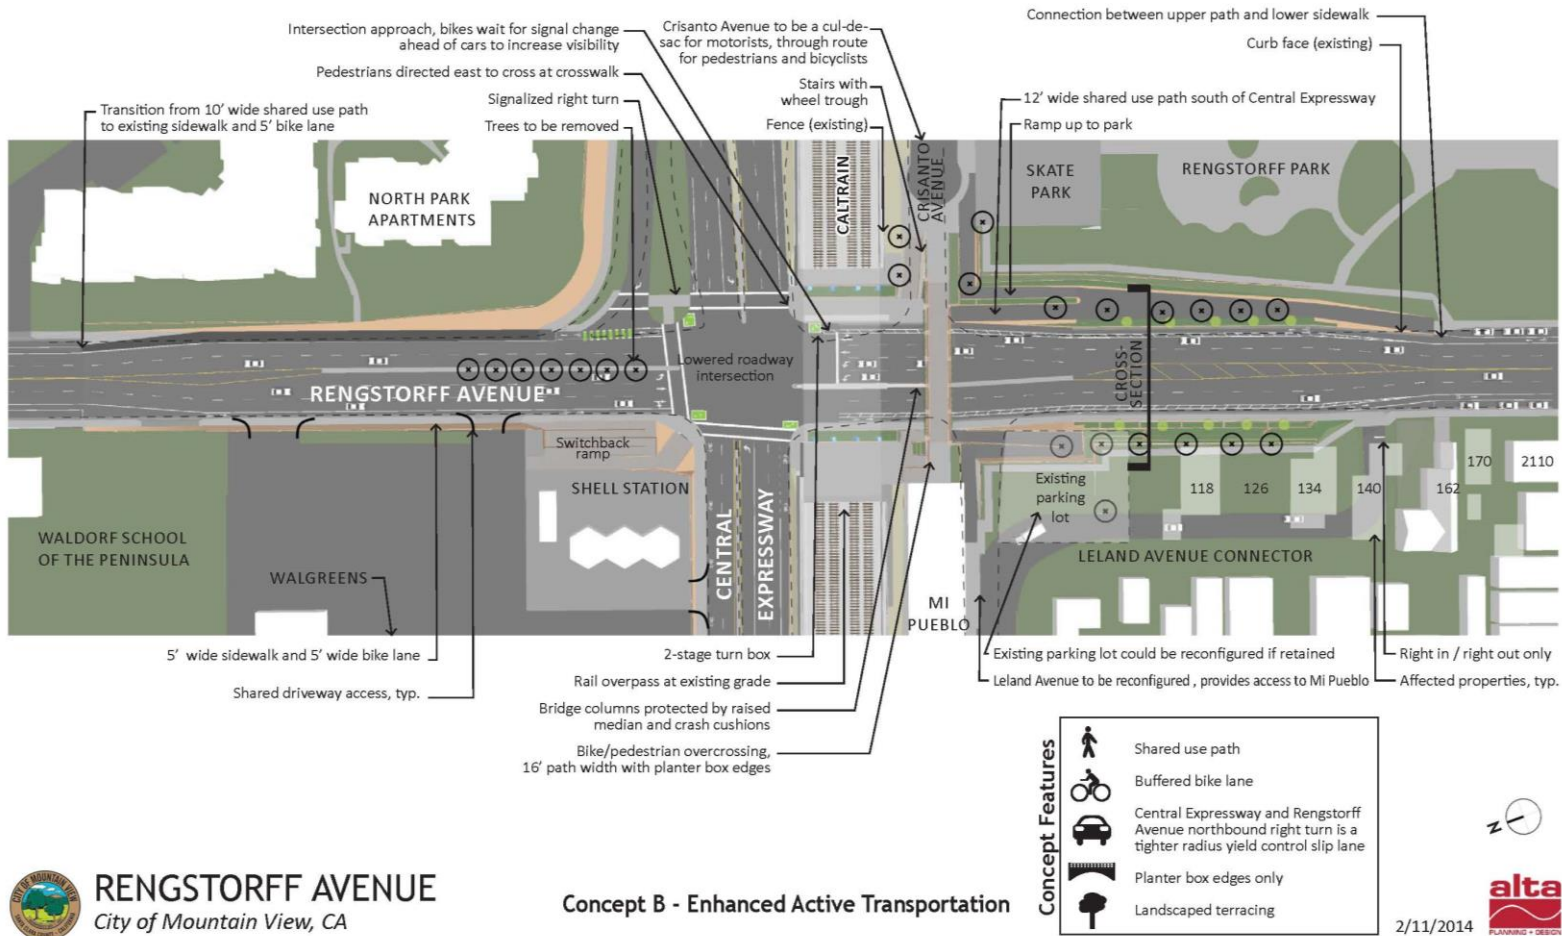 Intersection approach, bikes wait for signal change
ahead of cars to increase visibility
Pedestrians directed east to cross at crosswalk
Signalized right turn
Trees to be removed
Transition from 10' wide shared use path
to existing sidewalk and 5' bike lane
Crisanto Avenue to be a cul-de-
sac for motorists, through route
for pedestrians and bicyclists
Stairs with
wheel trough
Fence (existing)
Connection between upper path and lower sidewalk
Curb face (existing)
12' wide shared use path south of Central Expressway
Ramp up to park
NORTH PARK
APARTMENTS
CALTRAIN
CRISANTO
AVENUE
SKATE
PARK
RENGSTORFF PARK
Lowered roadway
intersection
RENGSTORFF AVENUE
CROSS-
SECTION
Switchback
ramp
SHELL STATION
WALDORF SCHOOL
OF THE PENINSULA
WALGREENS
CENTRAL
EXPRESSWAY
MI
PUEBLO
Existing
parking
lot
118
126
134
140
162
170
2110
LELAND AVENUE CONNECTOR
5' wide sidewalk and 5' wide bike lane
Shared driveway access, typ.
2-stage turn box
Rail overpass at existing grade
Bridge columns protected by raised
median and crash cushions
Bike/pedestrian overcrossing,
16' path width with planter box edges
Existing parking lot could be reconfigured if retained
Leland Avenue to be reconfigured , provides access to Mi Pueblo
Right in / right out only
Affected properties, typ.
Concept Features
Shared use path
Buffered bike lane
Central Expressway and Rengstorff
Avenue northbound right turn is a
tighter radius yield control slip lane
Planter box edges only
Landscaped terracing
N
CITY OF MOUNTAIN VIEW
RENGSTORFF AVENUE
City of Mountain View, CA
Concept B - Enhanced Active Transportation
2/11/2014
alta
PLANNING + DESIGN